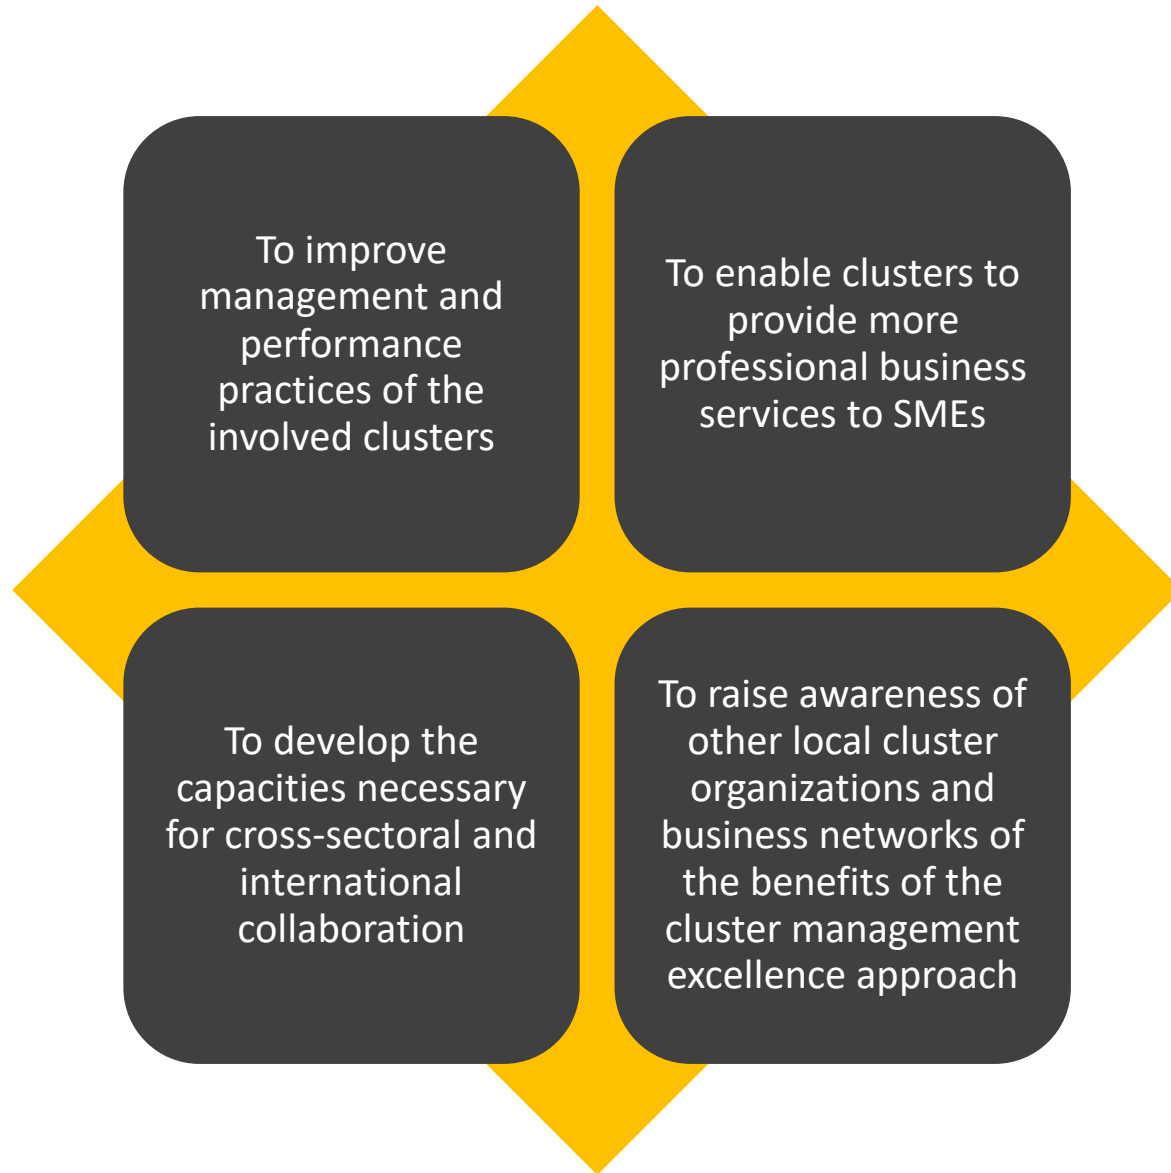 To improve
management and
performance
practices of the
involved clusters
To enable clusters to
provide more
professional business
services to SMEs
To develop the
capacities necessary
for cross-sectoral and
international
collaboration
To raise awareness of
other local cluster
organizations and
business networks of
the benefits of the
cluster management
excellence approach